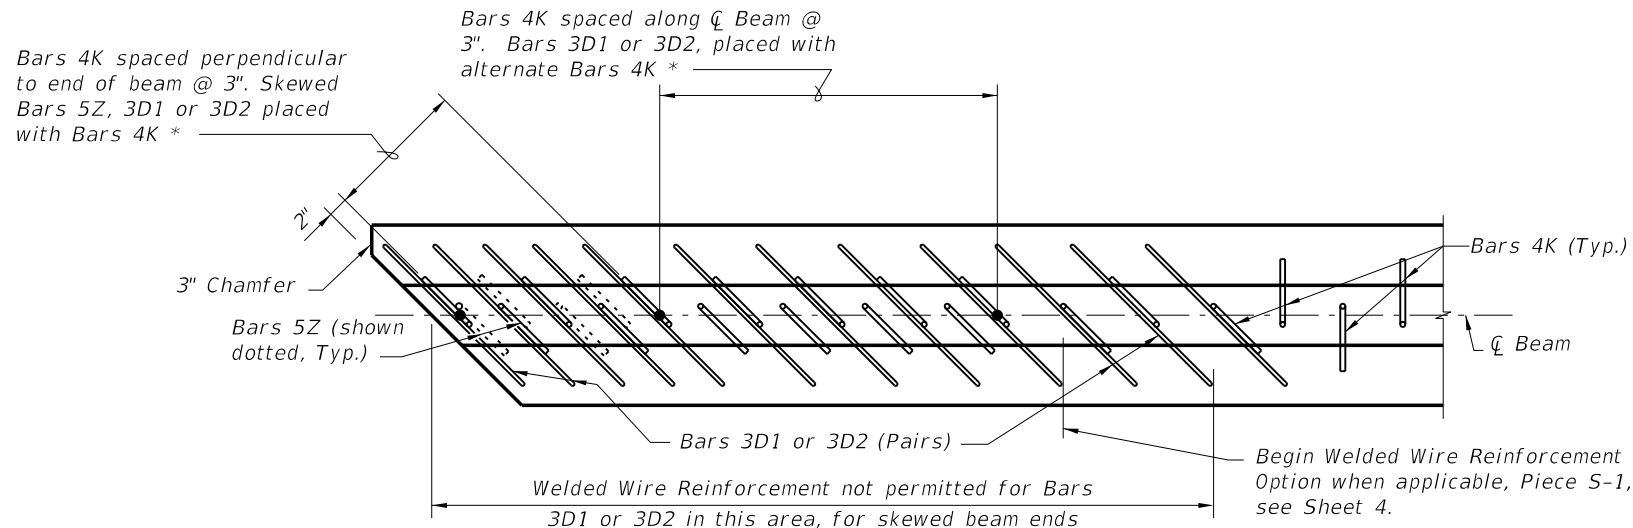 Bars 4K spaced along ℄ Beam @
3". Bars 3D1 or 3D2, placed with
alternate Bars 4K *
Bars 4K spaced perpendicular
to end of beam @ 3". Skewed
Bars 5Z, 3D1 or 3D2 placed
with Bars 4K *
2"
3" Chamfer
Bars 4K (Typ.)
Bars 5Z (shown
dotted, Typ.)
℄ Beam
Bars 3D1 or 3D2 (Pairs)
Begin Welded Wire Reinforcement
Option when applicable, Piece S-1,
see Sheet 4.
Welded Wire Reinforcement not permitted for Bars
3D1 or 3D2 in this area, for skewed beam ends